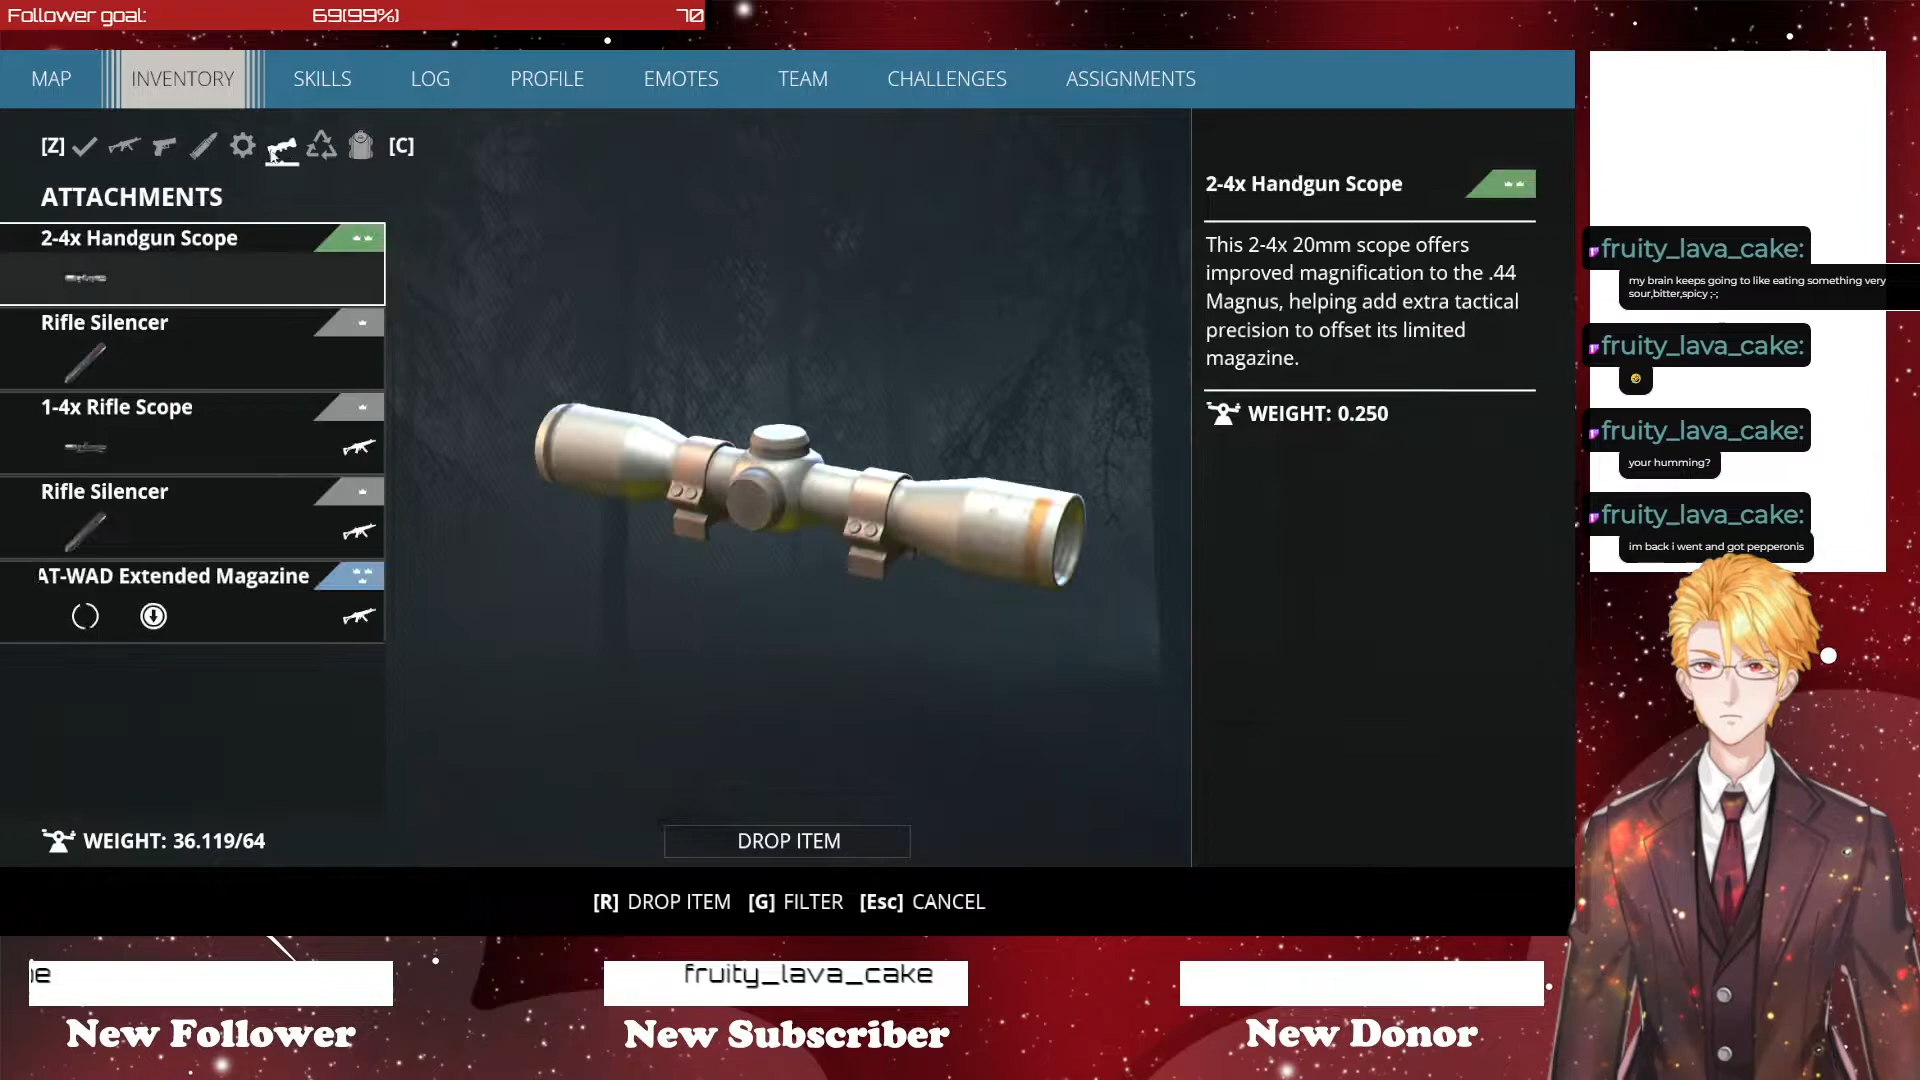 Follower goal: 69(99%) 70
MAP INVENTORY SKILLS LOG PROFILE EMOTES TEAM CHALLENGES ASSIGNMENTS
[Z] [C]
ATTACHMENTS
2-4x Handgun Scope
Rifle Silencer
1-4x Rifle Scope
Rifle Silencer
AT-WAD Extended Magazine
WEIGHT: 36.119/64
DROP ITEM
[R] DROP ITEM [G] FILTER [Esc] CANCEL
2-4x Handgun Scope
This 2-4x 20mm scope offers
improved magnification to the .44
Magnus, helping add extra tactical
precision to offset its limited
magazine.
WEIGHT: 0.250
fruity_lava_cake:
my brain keeps going to like eating something very
sour,bitter,spicy ;-;
fruity_lava_cake:
fruity_lava_cake:
your humming?
fruity_lava_cake:
im back i went and got pepperonis
fruity_lava_cake
New Follower
New Subscriber
New Donor